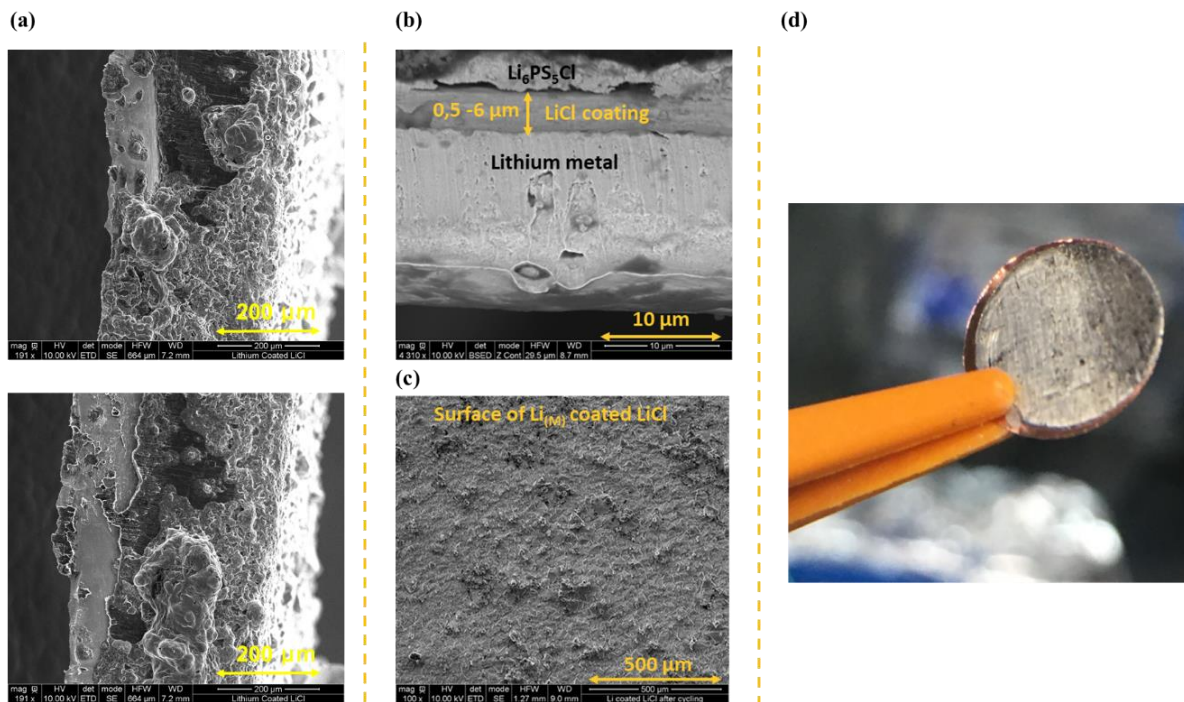 (a)
200 μm
mag HV det mode HFW WD
191 x 10.00 kV ETD SE 664 μm 7.2 mm
200 μm
Lithium Coated LiCl
200 μm
mag HV det mode HFW WD
191 x 10.00 kV ETD SE 664 μm 7.2 mm
200 μm
Lithium Coated LiCl
(b)
Li₆PS₅Cl
0,5 -6 μm LiCl coating
Lithium metal
10 μm
mag HV det mode HFW WD
4 310 x 10.00 kV BSED Z Cont 29.5 μm 8.7 mm
10 μm
(c)
Surface of Li(M) coated LiCl
500 μm
mag HV det mode HFW WD
100 x 10.00 kV ETD SE 1.27 mm 9.0 mm
500 μm
Li coated LiCl after cycling
(d)